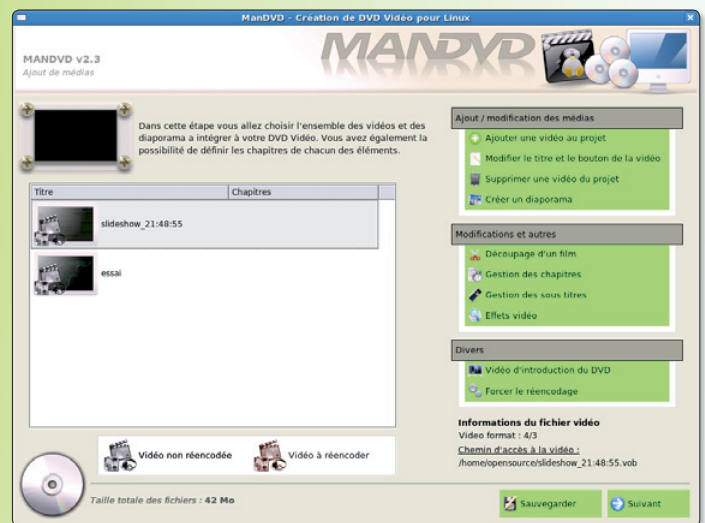 ManDVD - Création de DVD Vidéo pour Linux
MANDVD
MANDVD v2.3
Ajout de médias
Dans cette étape vous allez choisir l'ensemble des vidéos et des
diaporama a intégrer à votre DVD Vidéo. Vous avez également la
possibilité de définir les chapitres de chacun des éléments.
Titre Chapitres
slideshow_21:48:55
essai
Vidéo non réencodée Vidéo à réencoder
Taille totale des fichiers : 42 Mo
Ajout / modification des médias
Ajouter une vidéo au projet
Modifier le titre et le bouton de la vidéo
Supprimer une vidéo du projet
Créer un diaporama
Modifications et autres
Découpage d'un film
Gestion des chapitres
Gestion des sous titres
Effets vidéo
Divers
Vidéo d'introduction du DVD
Forcer le réencodage
Informations du fichier vidéo
Video format : 4/3
Chemin d'accès à la vidéo :
/home/opensource/slideshow_21:48:55.vob
Sauvegarder Suivant